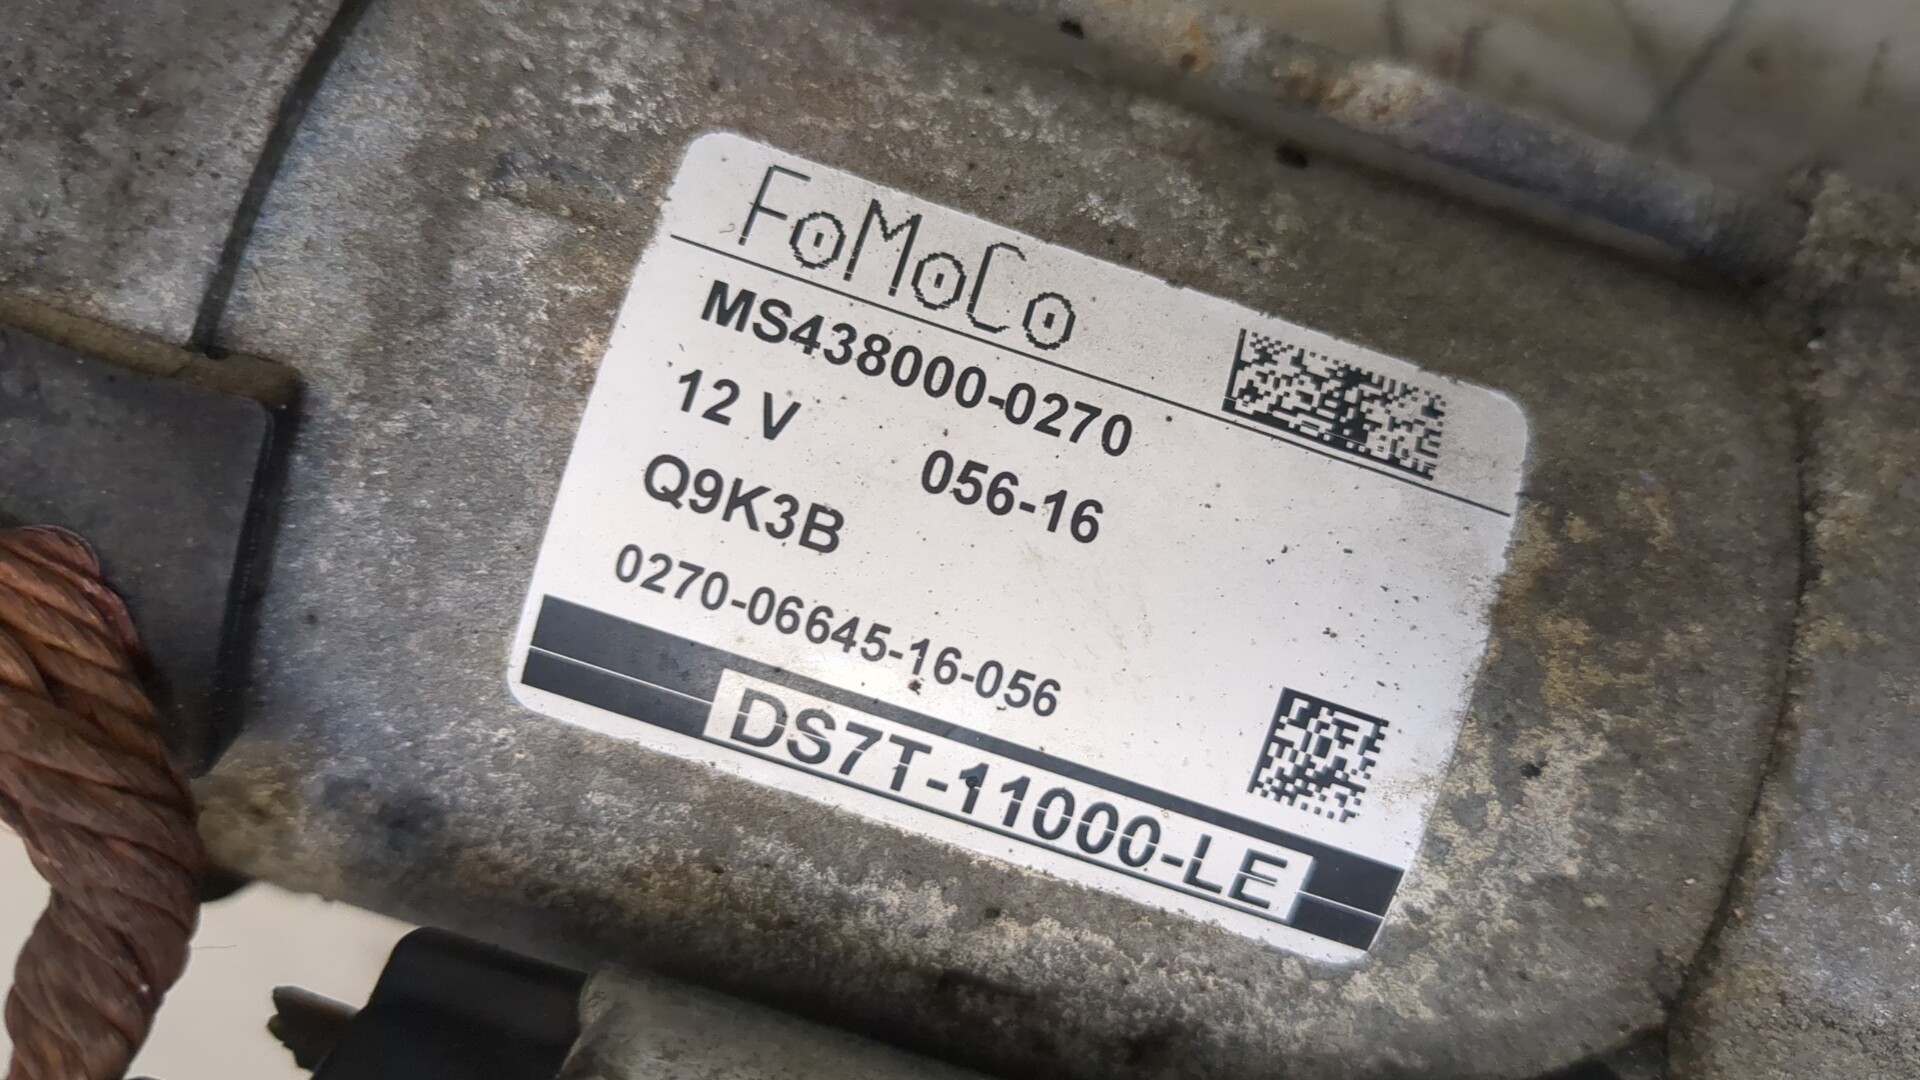 FoMoCo
MS438000-0270
12 V 056-16
Q9K3B
0270-06645-16-056
DS7T-11000-LE